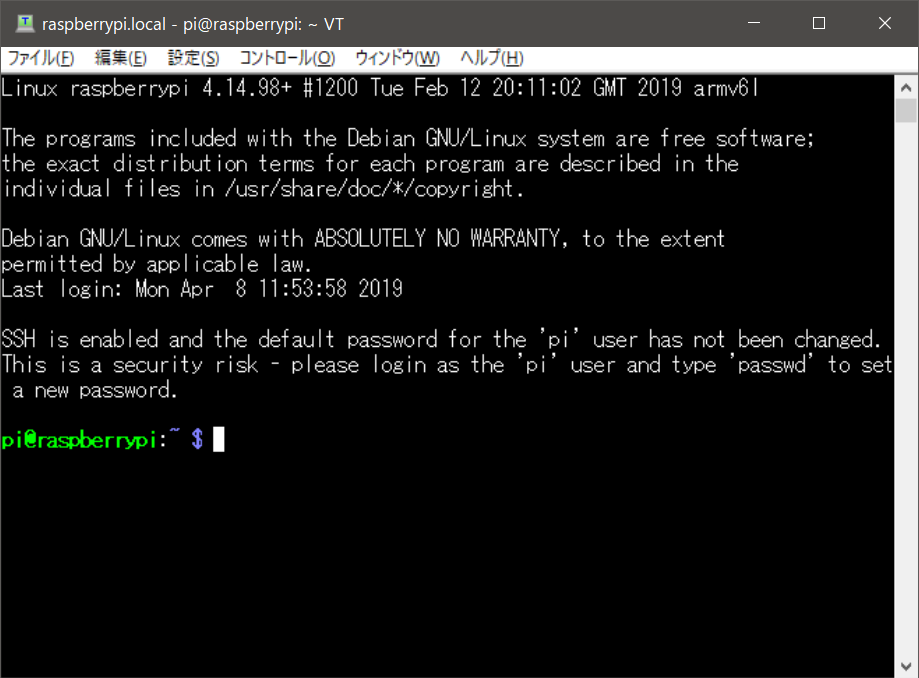 raspberrypi.local - pi@raspberrypi: ~ VT
ファイル(F) 編集(E) 設定(S) コントロール(O) ウィンドウ(W) ヘルプ(H)
Linux raspberrypi 4.14.98+ #1200 Tue Feb 12 20:11:02 GMT 2019 armv6l
The programs included with the Debian GNU/Linux system are free software;
the exact distribution terms for each program are described in the
individual files in /usr/share/doc/*/copyright.
Debian GNU/Linux comes with ABSOLUTELY NO WARRANTY, to the extent
permitted by applicable law.
Last login: Mon Apr  8 11:53:58 2019
SSH is enabled and the default password for the 'pi' user has not been changed.
This is a security risk - please login as the 'pi' user and type 'passwd' to set
 a new password.
pi@raspberrypi:~ $